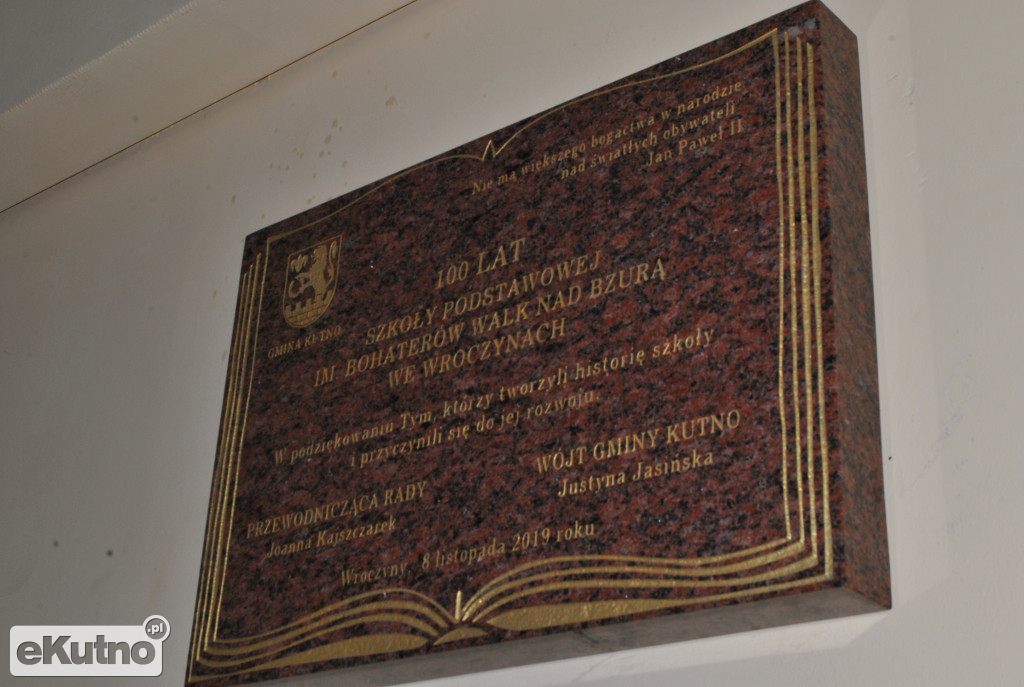 Nie ma większego bogactwa w narodzie
nad światłych obywateli
Jan Paweł II
GMINA KUTNO
100 LAT
SZKOŁY PODSTAWOWEJ
IM BOHATERÓW WALK NAD BZURĄ
WE WROCZYNACH
W podziękowaniu Tym, którzy tworzyli historię szkoły
i przyczynili się do jej rozwoju.
PRZEWODNICZĄCA RADY
Joanna Kajszczarek
WÓJT GMINY KUTNO
Justyna Jasińska
Wroczyny, 8 listopada 2019 roku
eKutno.pl